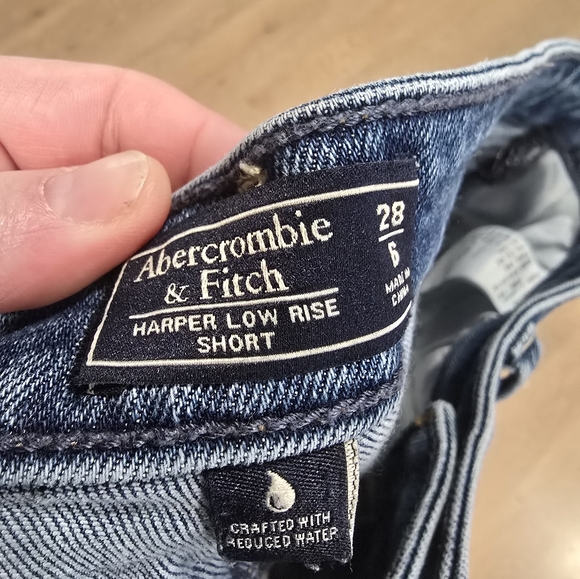 Abercrombie
& Fitch
HARPER LOW RISE
SHORT
28
6
MADE IN
CHINA
CRAFTED WITH
REDUCED WATER